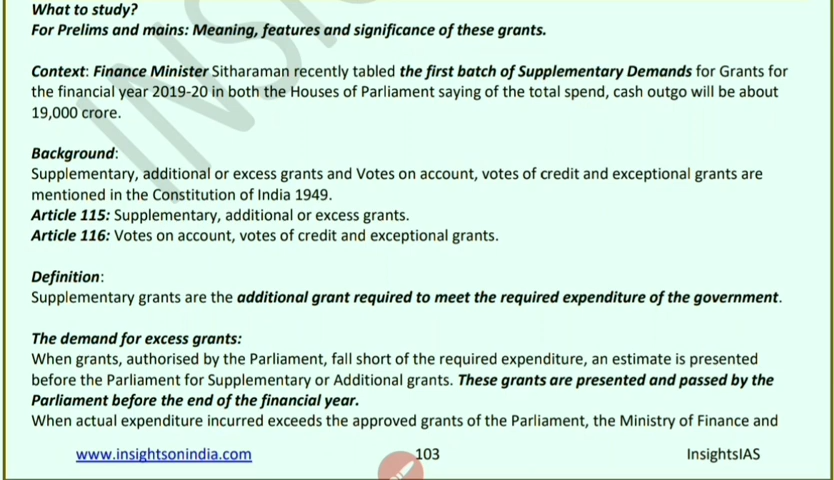 What to study?
For Prelims and mains: Meaning, features and significance of these grants.
Context: Finance Minister Sitharaman recently tabled the first batch of Supplementary Demands for Grants for
the financial year 2019-20 in both the Houses of Parliament saying of the total spend, cash outgo will be about
19,000 crore.
Background:
Supplementary, additional or excess grants and Votes on account, votes of credit and exceptional grants are
mentioned in the Constitution of India 1949.
Article 115: Supplementary, additional or excess grants.
Article 116: Votes on account, votes of credit and exceptional grants.
Definition:
Supplementary grants are the additional grant required to meet the required expenditure of the government.
The demand for excess grants:
When grants, authorised by the Parliament, fall short of the required expenditure, an estimate is presented
before the Parliament for Supplementary or Additional grants. These grants are presented and passed by the
Parliament before the end of the financial year.
When actual expenditure incurred exceeds the approved grants of the Parliament, the Ministry of Finance and
www.insightsonindia.com 103 InsightsIAS